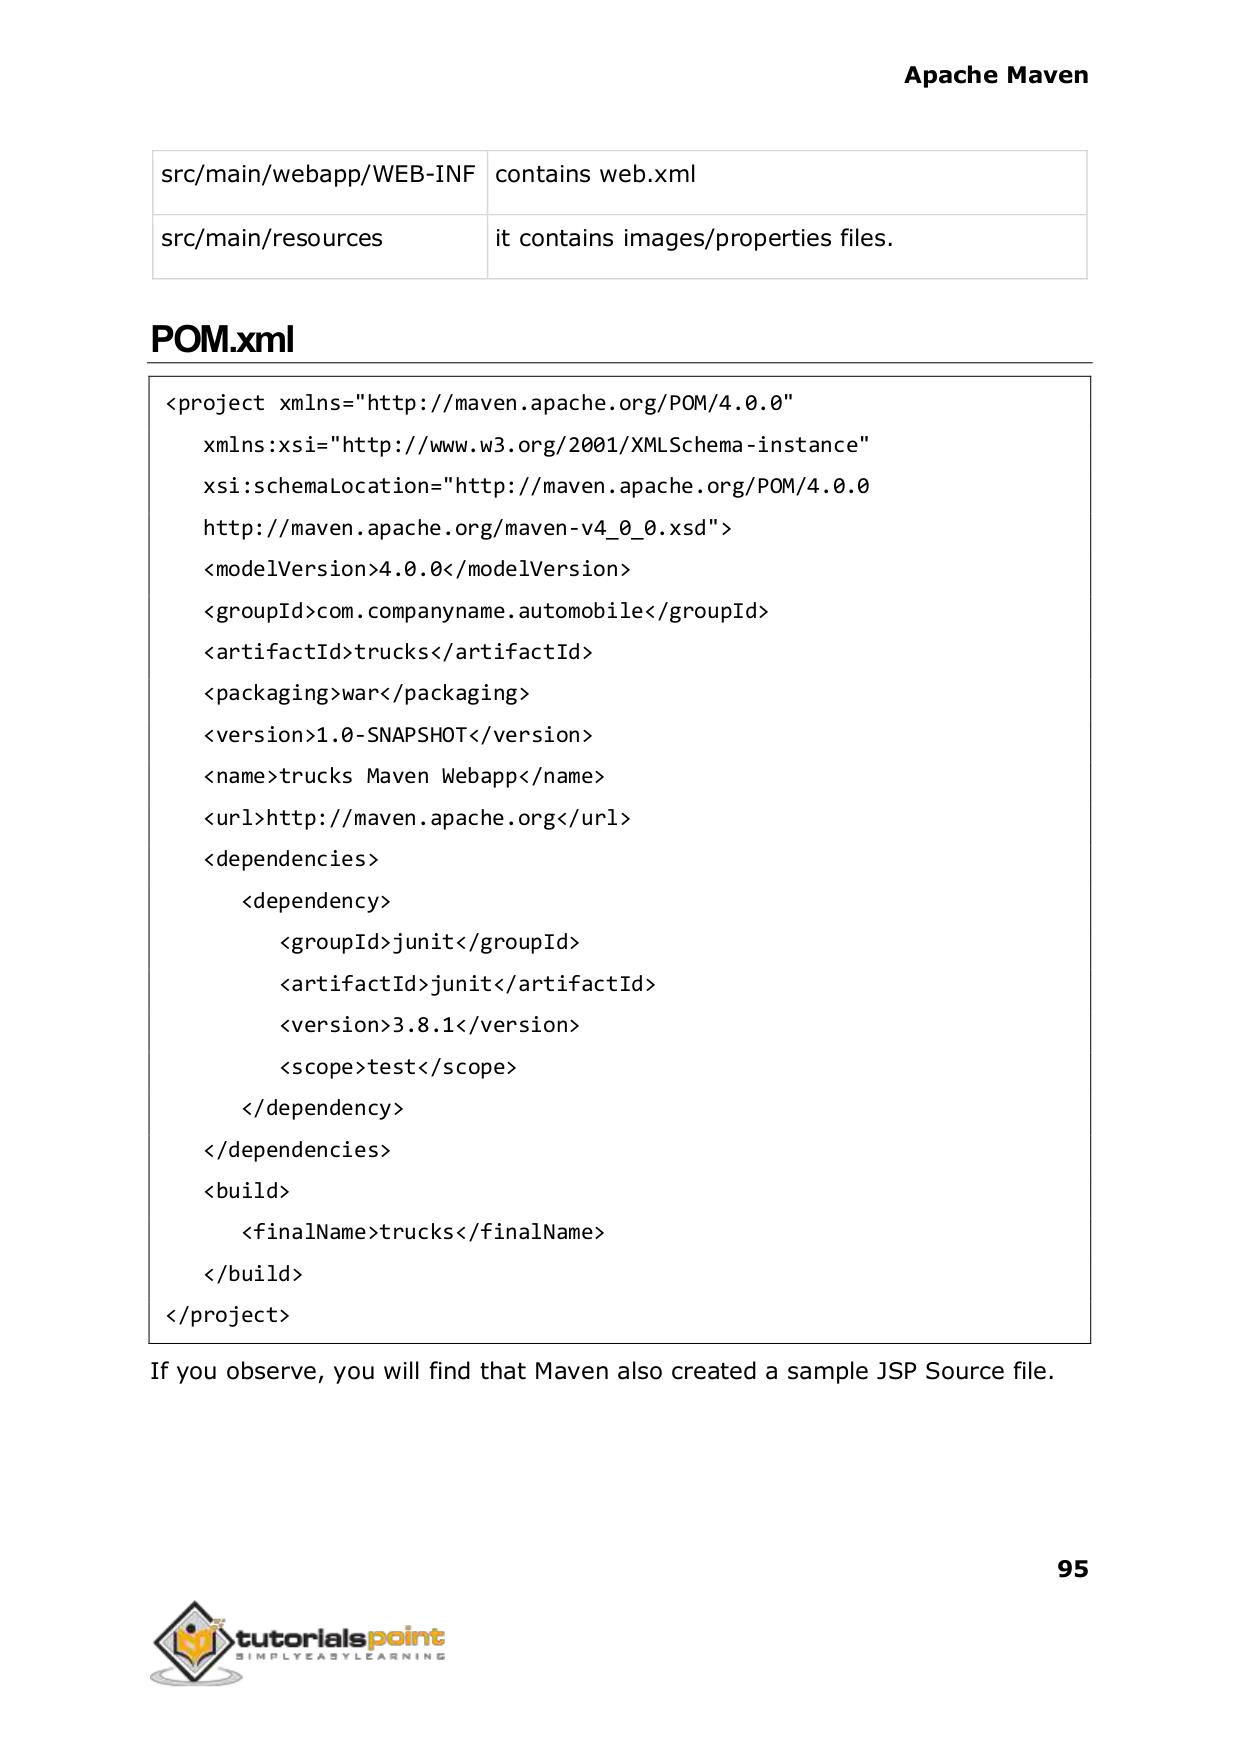 Apache Maven
src/main/webapp/WEB-INF contains web.xml
src/main/resources it contains images/properties files.
POM.xml
<project xmlns="http://maven.apache.org/POM/4.0.0"
xmlns:xsi="http://www.w3.org/2001/XMLSchema-instance"
xsi:schemaLocation="http://maven.apache.org/POM/4.0.0
http://maven.apache.org/maven-v4_0_0.xsd">
<modelVersion>4.0.0</modelVersion>
<groupId>com.companyname.automobile</groupId>
<artifactId>trucks</artifactId>
<packaging>war</packaging>
<version>1.0-SNAPSHOT</version>
<name>trucks Maven Webapp</name>
<url>http://maven.apache.org</url>
<dependencies>
<dependency>
<groupId>junit</groupId>
<artifactId>junit</artifactId>
<version>3.8.1</version>
<scope>test</scope>
</dependency>
</dependencies>
<build>
<finalName>trucks</finalName>
</build>
</project>
If you observe, you will find that Maven also created a sample JSP Source file.
95
tutorialspoint
SIMPLYEASYLEARNING